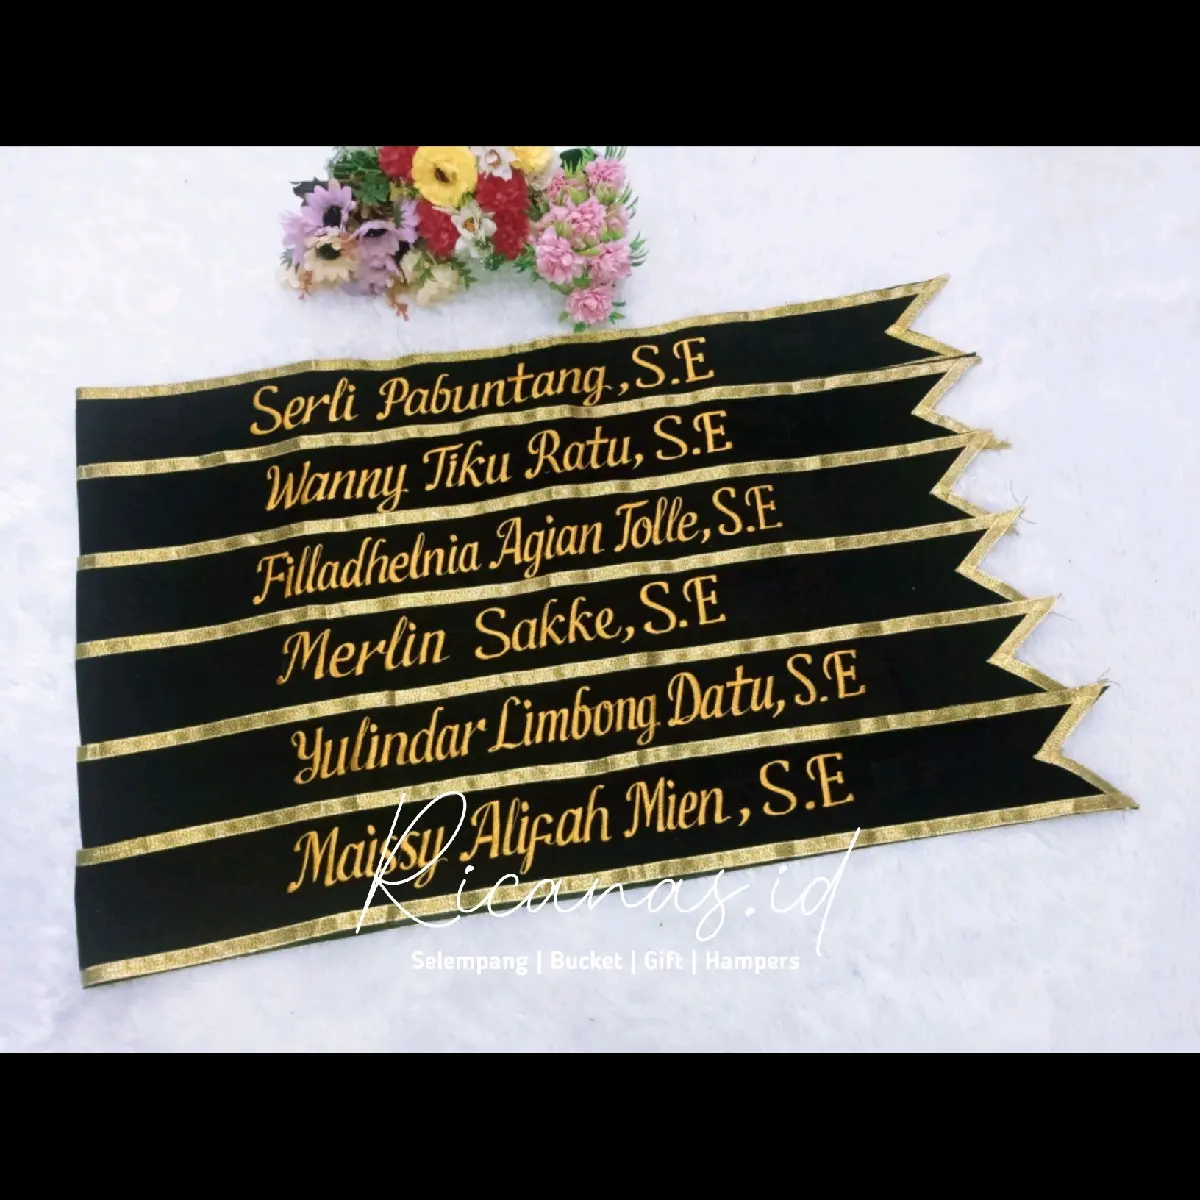 Serli Pabuntang, S.E
Wanny Tiku Ratu, S.E
Filladhelnia Agian Tolle, S.E
Merlin Sakke, S.E
Yulindar Limbong Datu, S.E
Maissy Alifah Mien, S.E
Ricanas.id
Selempang | Bucket | Gift | Hampers